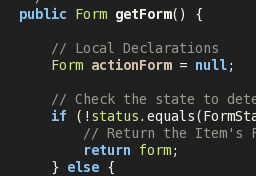 public Form getForm() {
// Local Declarations
Form actionForm = null;
// Check the state to dete
if (!status.equals(FormSta
// Return the Item's F
return form;
} else {